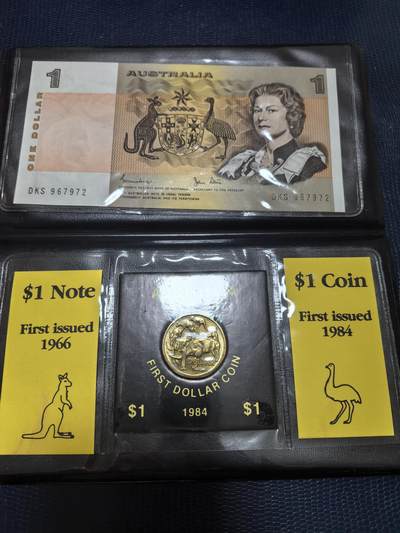 1
AUSTRALIA
1
ONE DOLLAR
DKS 967972
DKS 967972
$1 Note
First issued
1966
FIRST DOLLAR COIN
$1
1984
$1
$1 Coin
First issued
1984